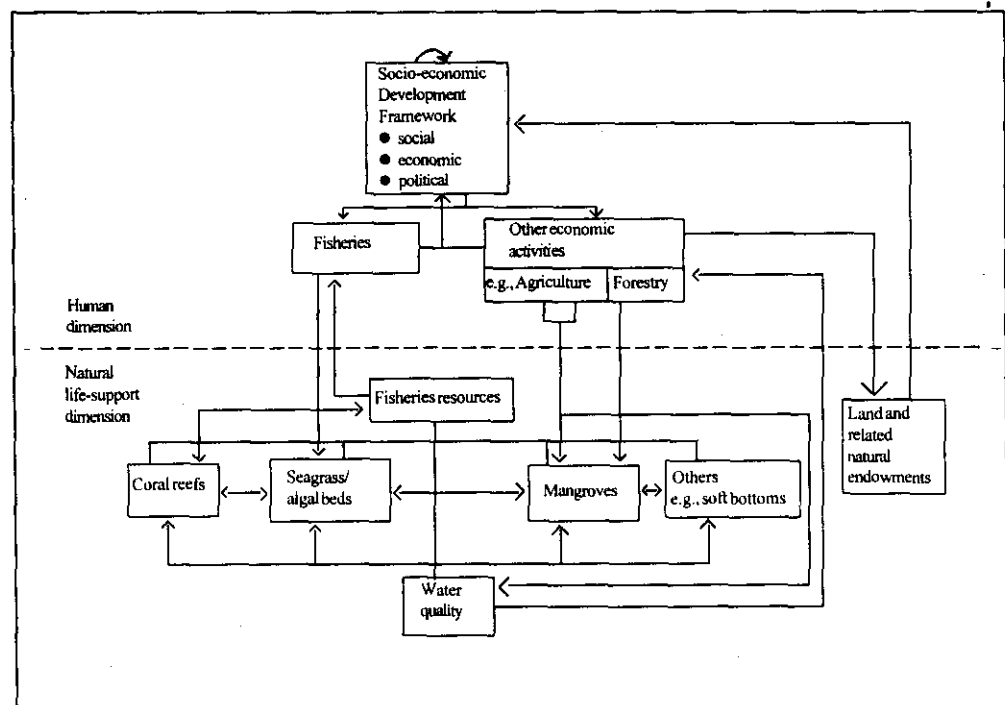 Socio-economic
Development
Framework
● social
● economic
● political
Fisheries
Other economic
activities
e.g., Agriculture
Forestry
Human
dimension
Natural
life-support
dimension
Fisheries resources
Land and
related
natural
endowments
Coral reefs
Seagrass/
algal beds
Mangroves
Others
e.g., soft bottoms
Water
quality